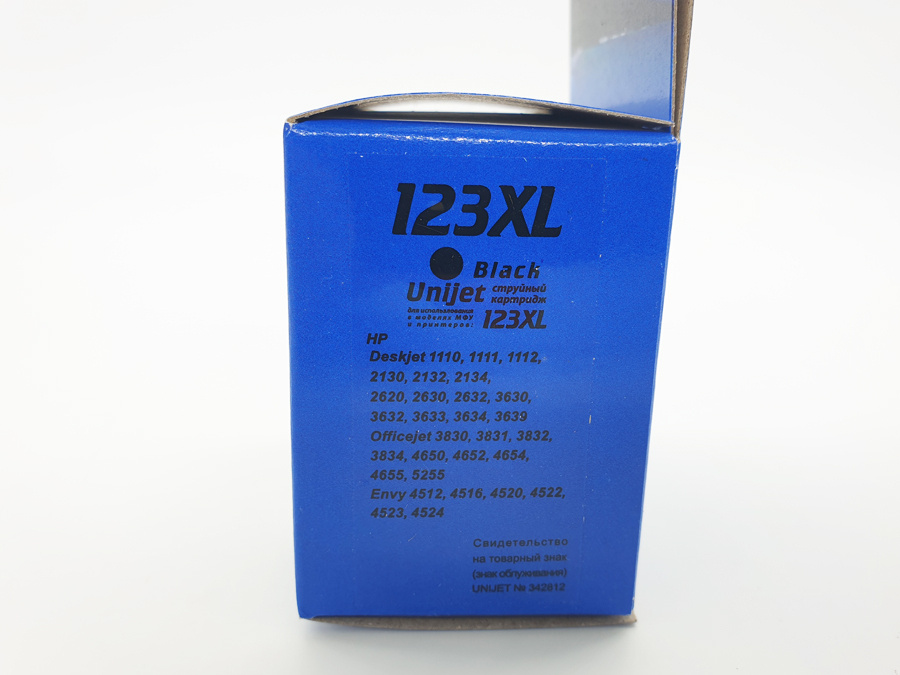 123XL
Black
Unijet струйный картридж
для использования
в моделях МФУ
и принтеров: 123XL
HP
Deskjet 1110, 1111, 1112,
2130, 2132, 2134,
2620, 2630, 2632, 3630,
3632, 3633, 3634, 3639
Officejet 3830, 3831, 3832,
3834, 4650, 4652, 4654,
4655, 5255
Envy 4512, 4516, 4520, 4522,
4523, 4524
Свидетельство
на товарный знак
(знак облуживания)
UNIJET № 342812